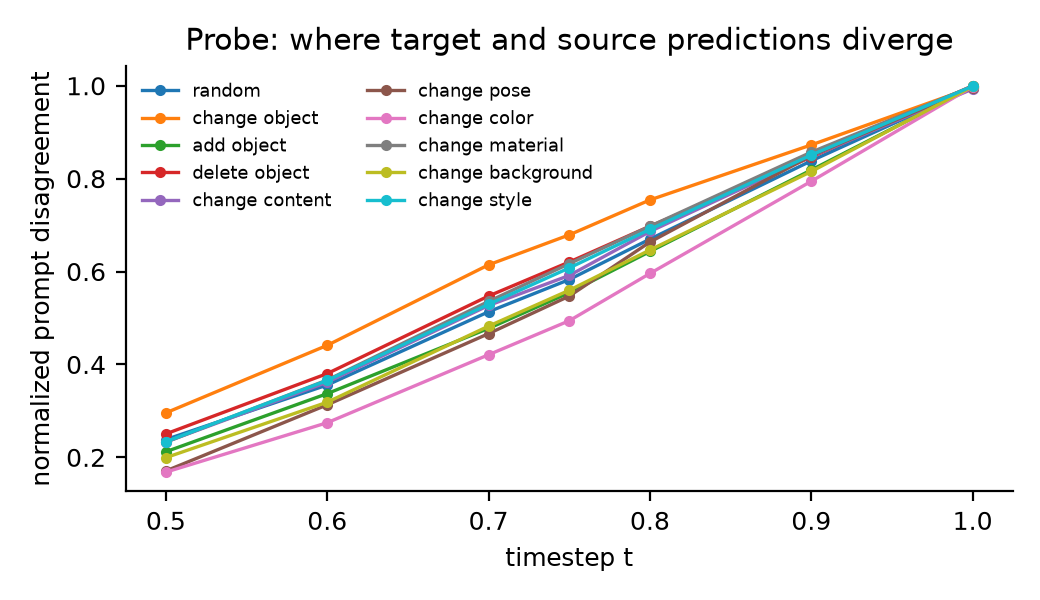 Probe: where target and source predictions diverge
normalized prompt disagreement
1.0
0.8
0.6
0.4
0.2
random
change object
add object
delete object
change content
change pose
change color
change material
change background
change style
0.5 0.6 0.7 0.8 0.9 1.0
timestep t